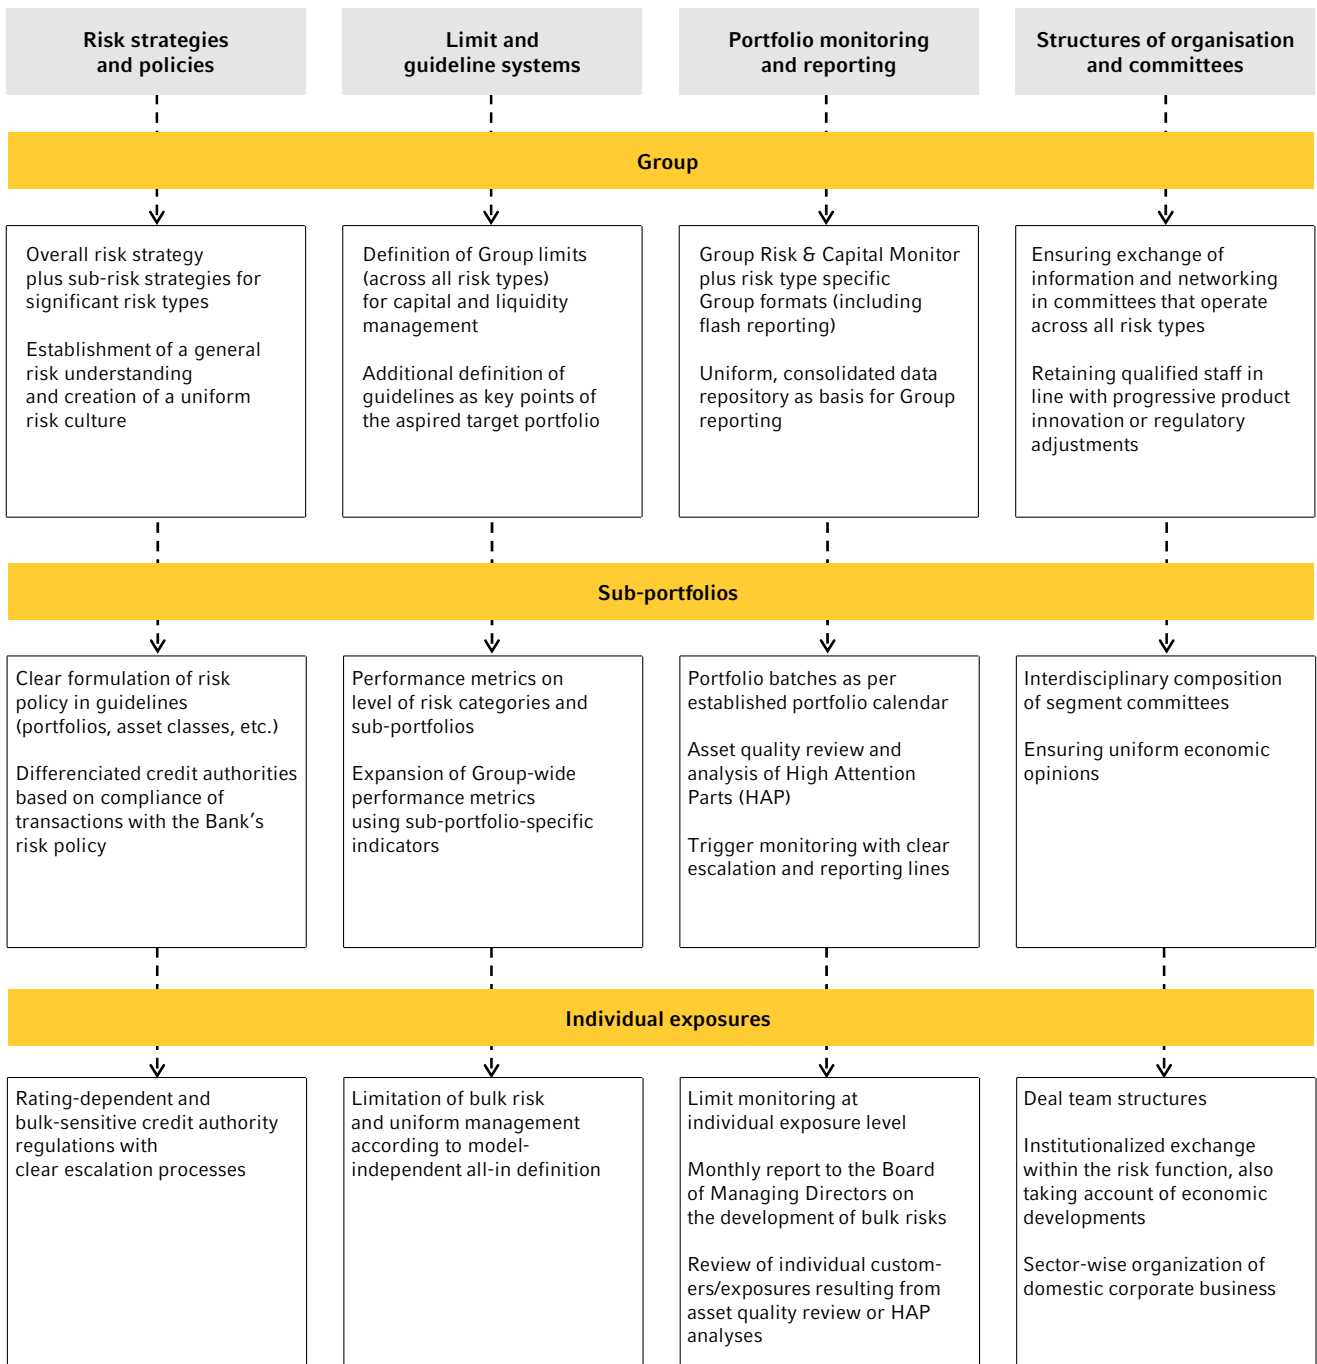 Risk strategies
and policies
Limit and
guideline systems
Portfolio monitoring
and reporting
Structures of organisation
and committees
Group
Overall risk strategy
plus sub-risk strategies for
significant risk types
Establishment of a general
risk understanding
and creation of a uniform
risk culture
Definition of Group limits
(across all risk types)
for capital and liquidity
management
Additional definition of
guidelines as key points of
the aspired target portfolio
Group Risk & Capital Monitor
plus risk type specific
Group formats (including
flash reporting)
Uniform, consolidated data
repository as basis for Group
reporting
Ensuring exchange of
information and networking
in committees that operate
across all risk types
Retaining qualified staff in
line with progressive product
innovation or regulatory
adjustments
Sub-portfolios
Clear formulation of risk
policy in guidelines
(portfolios, asset classes, etc.)
Differenciated credit authorities
based on compliance of
transactions with the Bank’s
risk policy
Performance metrics on
level of risk categories and
sub-portfolios
Expansion of Group-wide
performance metrics
using sub-portfolio-specific
indicators
Portfolio batches as per
established portfolio calendar
Asset quality review and
analysis of High Attention
Parts (HAP)
Trigger monitoring with clear
escalation and reporting lines
Interdisciplinary composition
of segment committees
Ensuring uniform economic
opinions
Individual exposures
Rating-dependent and
bulk-sensitive credit authority
regulations with
clear escalation processes
Limitation of bulk risk
and uniform management
according to model-
independent all-in definition
Limit monitoring at
individual exposure level
Monthly report to the Board
of Managing Directors on
the development of bulk risks
Review of individual custom-
ers/exposures resulting from
asset quality review or HAP
analyses
Deal team structures
Institutionalized exchange
within the risk function, also
taking account of economic
developments
Sector-wise organization of
domestic corporate business